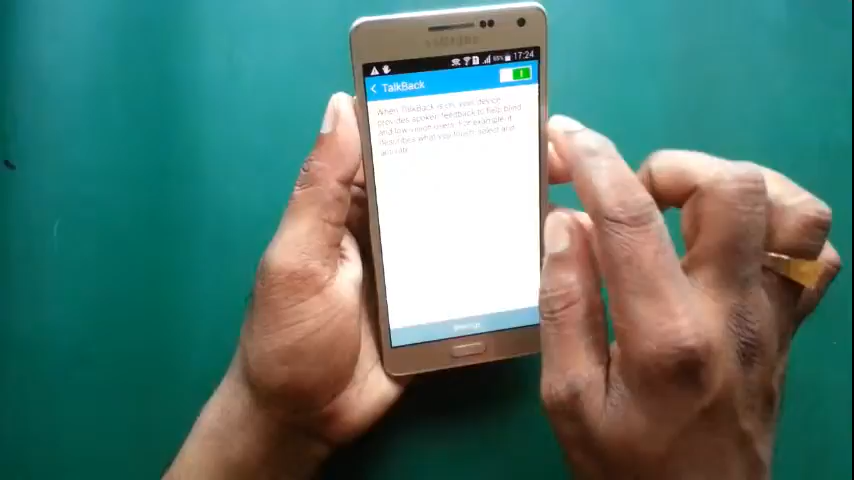 SAMSUNG
17:24
TalkBack
When TalkBack is on, your device
provides spoken feedback to help blind
and low-vision users. For example, it
describes what you touch, select and
activate.